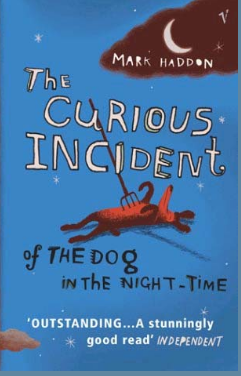 MARK HADDON
V
The
CURIOUS
INCIDENT
of THE DOG
IN THE NIGHT-TIME
'OUTSTANDING...A stunningly
good read' INDEPENDENT